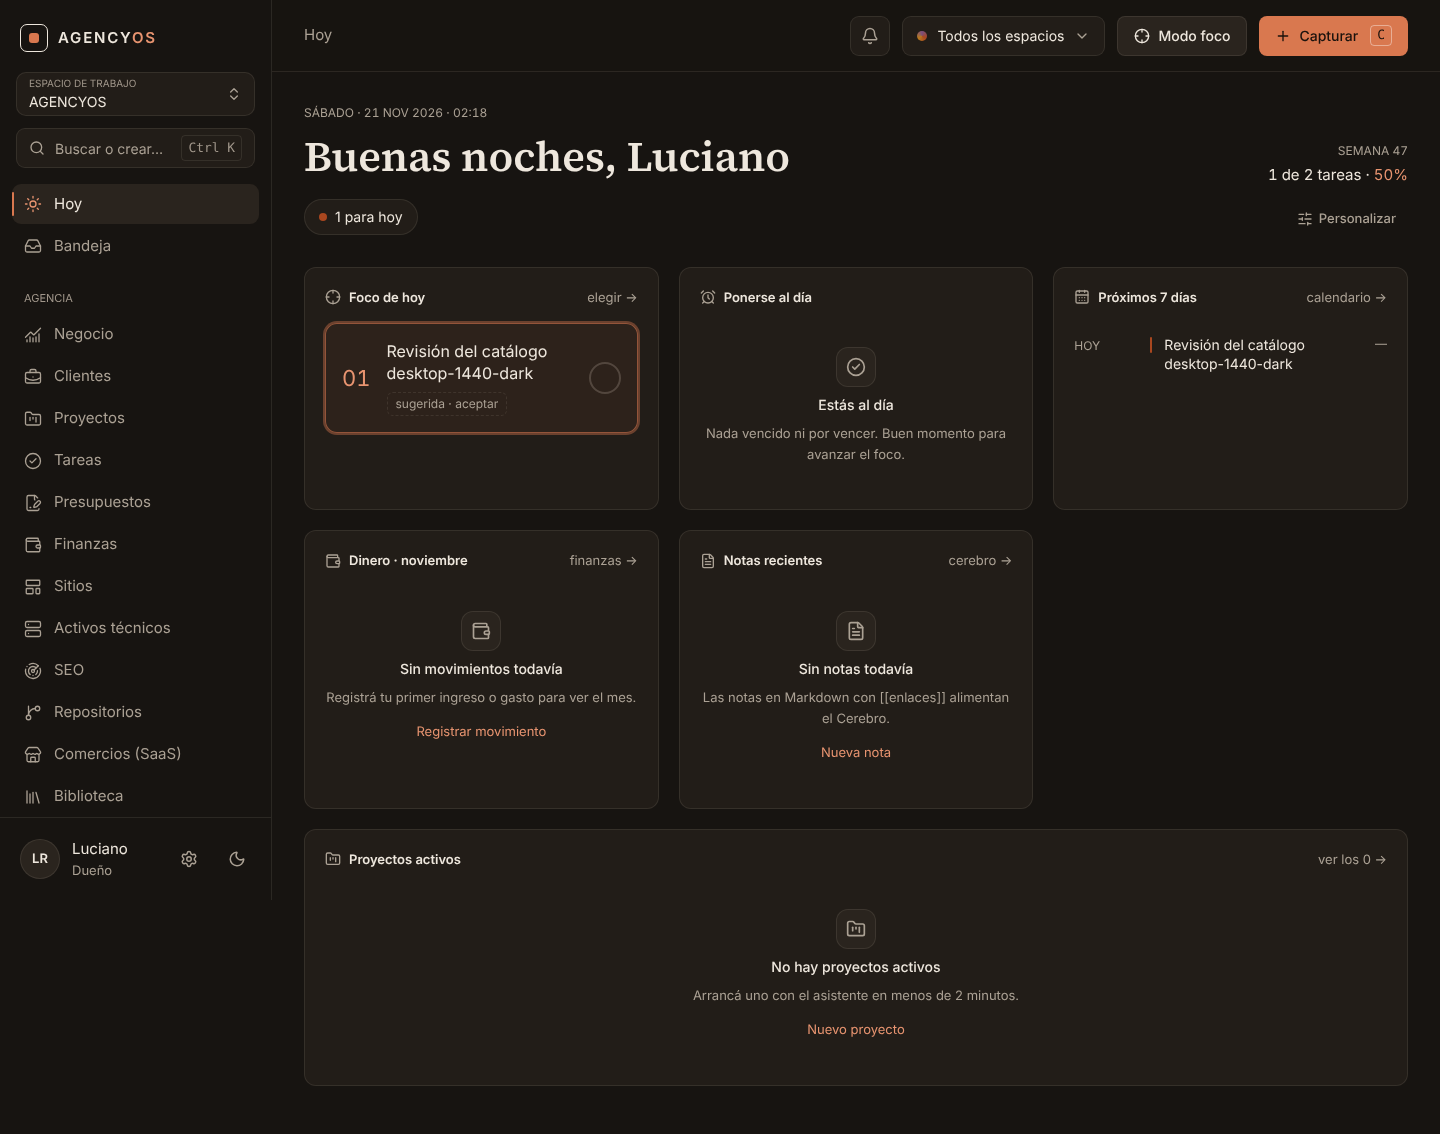 AGENCYOS
ESPACIO DE TRABAJO
AGENCYOS
Buscar o crear... Ctrl K
Hoy
Bandeja
AGENCIA
Negocio
Clientes
Proyectos
Tareas
Presupuestos
Finanzas
Sitios
Activos técnicos
SEO
Repositorios
Comercios (SaaS)
Biblioteca
LR
Luciano
Dueño
Hoy
Todos los espacios
Modo foco
Capturar C
SÁBADO · 21 NOV 2026 · 02:18
Buenas noches, Luciano
SEMANA 47
1 de 2 tareas · 50%
1 para hoy
Personalizar
Foco de hoy
elegir →
01
Revisión del catálogo
desktop-1440-dark
sugerida · aceptar
Ponerse al día
Estás al día
Nada vencido ni por vencer. Buen momento para
avanzar el foco.
Próximos 7 días
calendario →
HOY
Revisión del catálogo
desktop-1440-dark
—
Dinero · noviembre
finanzas →
Sin movimientos todavía
Registrá tu primer ingreso o gasto para ver el mes.
Registrar movimiento
Notas recientes
cerebro →
Sin notas todavía
Las notas en Markdown con [[enlaces]] alimentan
el Cerebro.
Nueva nota
Proyectos activos
ver los 0 →
No hay proyectos activos
Arrancá uno con el asistente en menos de 2 minutos.
Nuevo proyecto